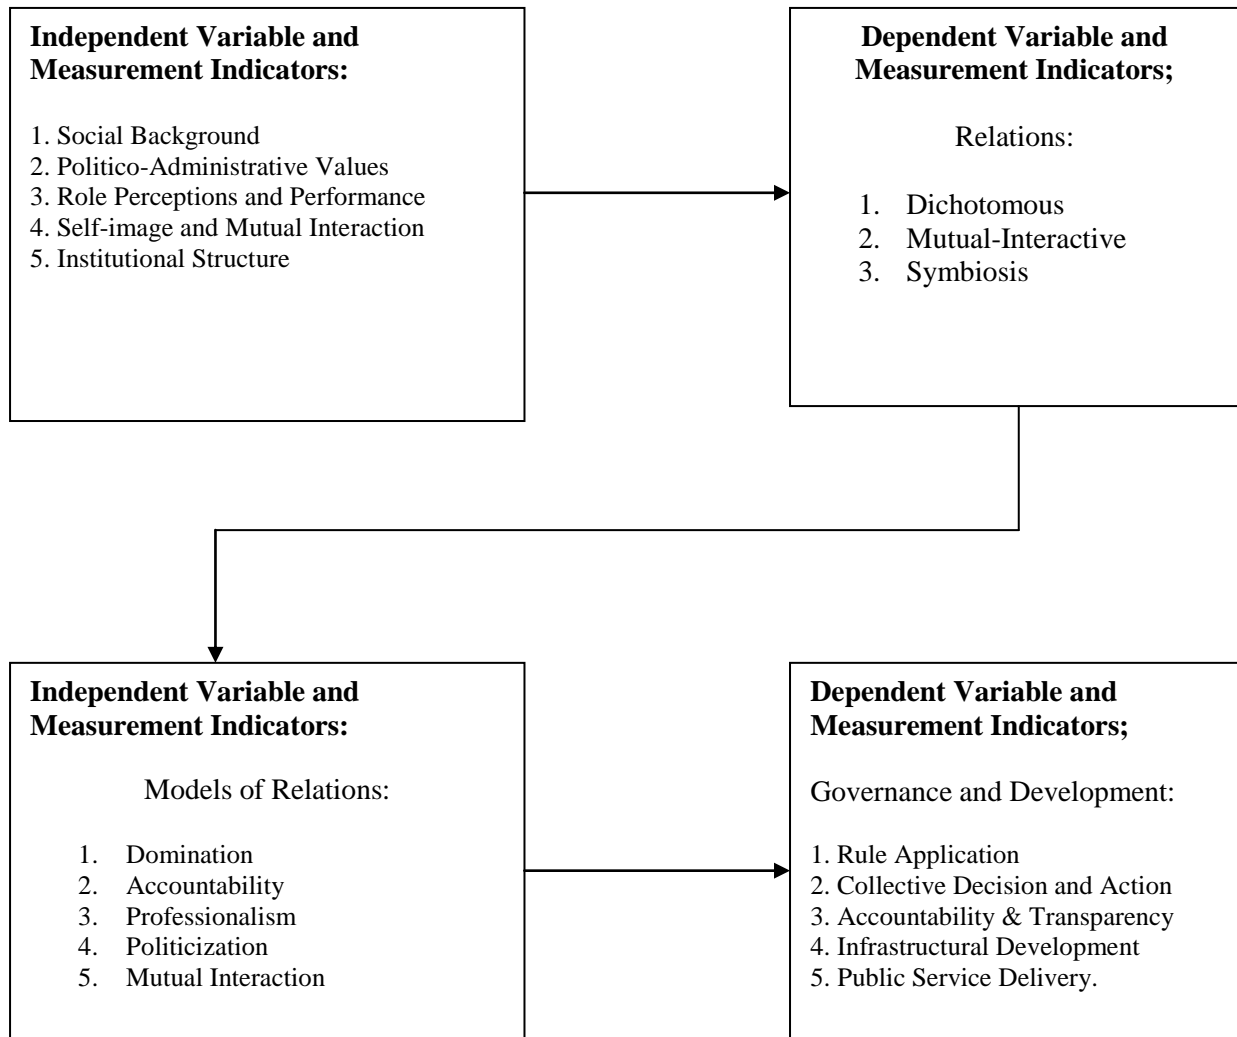 Independent Variable and
Measurement Indicators:
1. Social Background
2. Politico-Administrative Values
3. Role Perceptions and Performance
4. Self-image and Mutual Interaction
5. Institutional Structure
Dependent Variable and
Measurement Indicators;
Relations:
1. Dichotomous
2. Mutual-Interactive
3. Symbiosis
Independent Variable and
Measurement Indicators:
Models of Relations:
1. Domination
2. Accountability
3. Professionalism
4. Politicization
5. Mutual Interaction
Dependent Variable and
Measurement Indicators;
Governance and Development:
1. Rule Application
2. Collective Decision and Action
3. Accountability & Transparency
4. Infrastructural Development
5. Public Service Delivery.